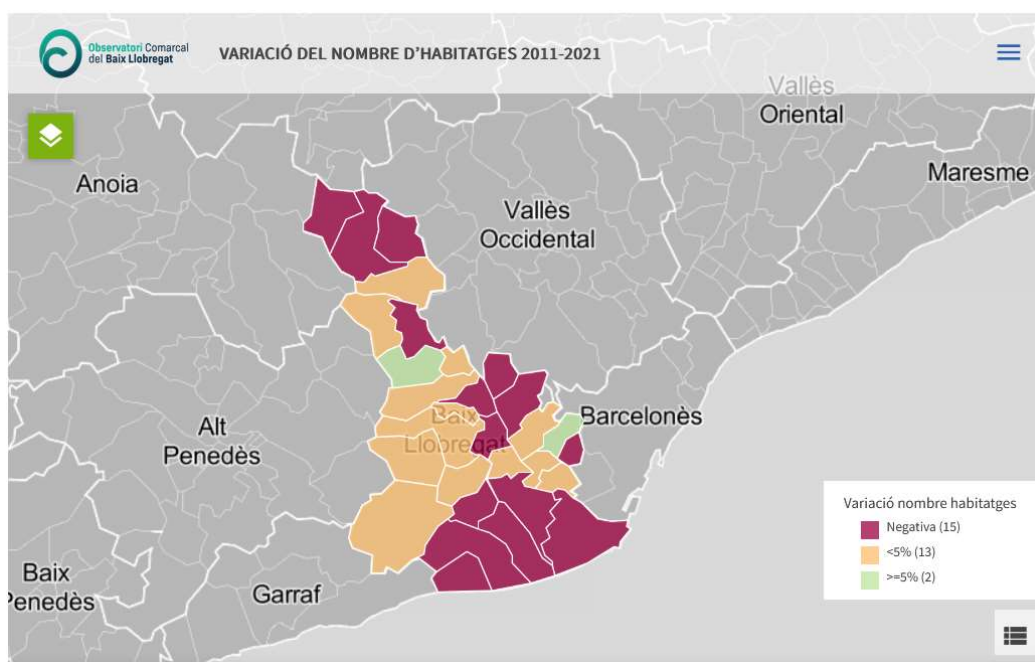 Observatori Comarcal
del Baix Llobregat
VARIACIÓ DEL NOMBRE D'HABITATGES 2011-2021
Vallès
Oriental
Anoia
Maresme
Vallès
Occidental
Alt
Penedès
Baix
Llobregat
Barcelonès
Variació nombre habitatges
Negativa (15)
<5% (13)
>=5% (2)
Baix
Penedès
Garraf